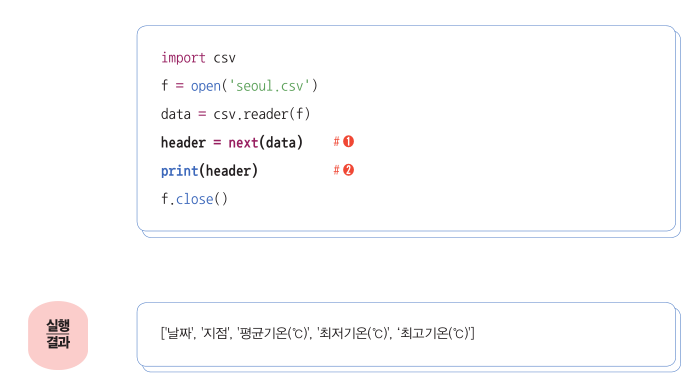 import csv
f = open('seoul.csv')
data = csv.reader(f)
header = next(data) # ❶
print(header) # ❷
f.close()
실행
결과
['날짜', '지점', '평균기온(℃)', '최저기온(℃)', ‘최고기온(℃)']